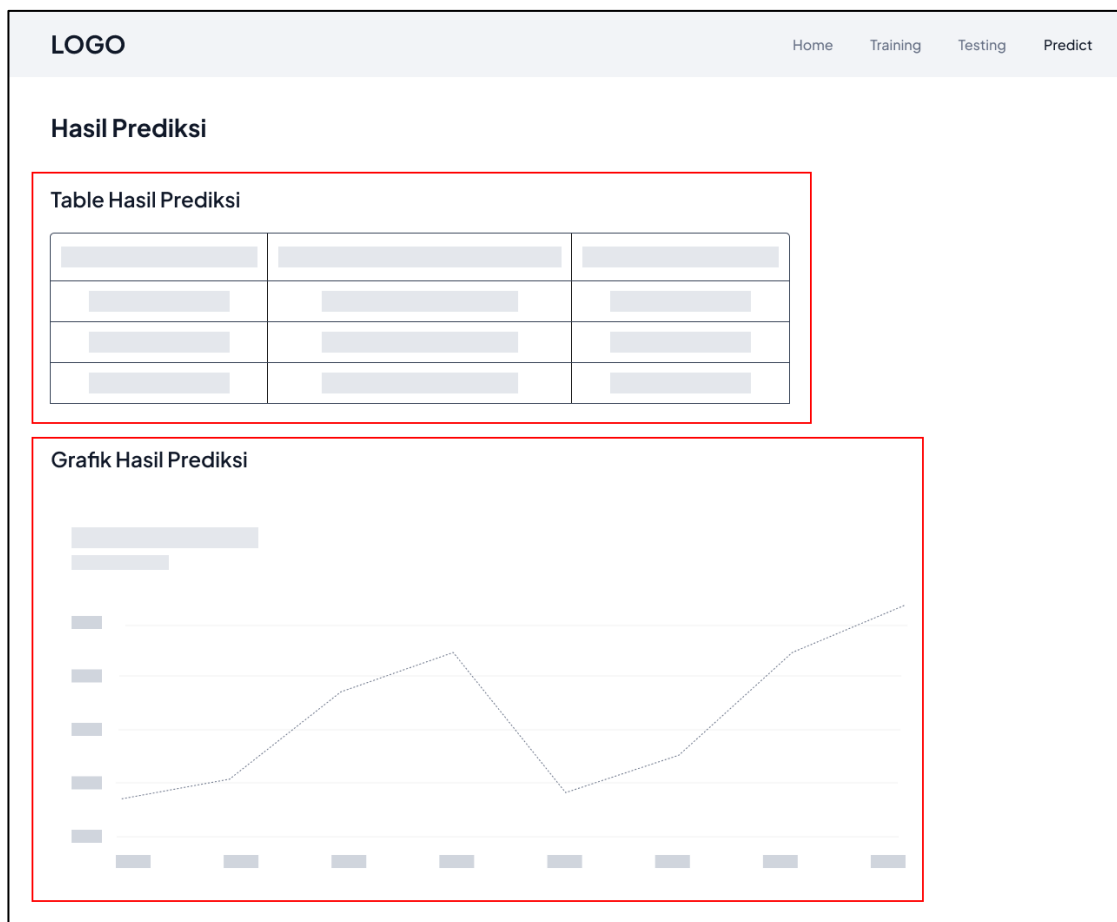 LOGO
Home Training Testing Predict
Hasil Prediksi
Table Hasil Prediksi
Grafik Hasil Prediksi